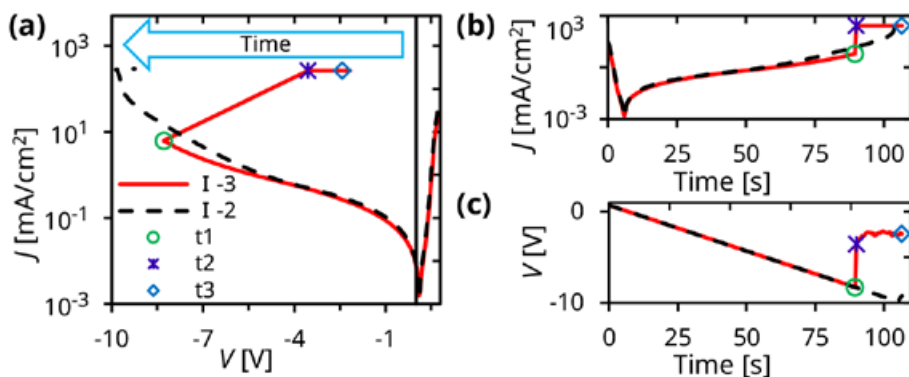 (a)
Time
10³
10¹
10⁻¹
10⁻³
J [mA/cm²]
I -3
I -2
t1
t2
t3
-10
-7
-4
-1
V [V]
(b)
10³
10⁻³
J [mA/cm²]
0
25
50
75
100
Time [s]
(c)
0
-10
V [V]
0
25
50
75
100
Time [s]